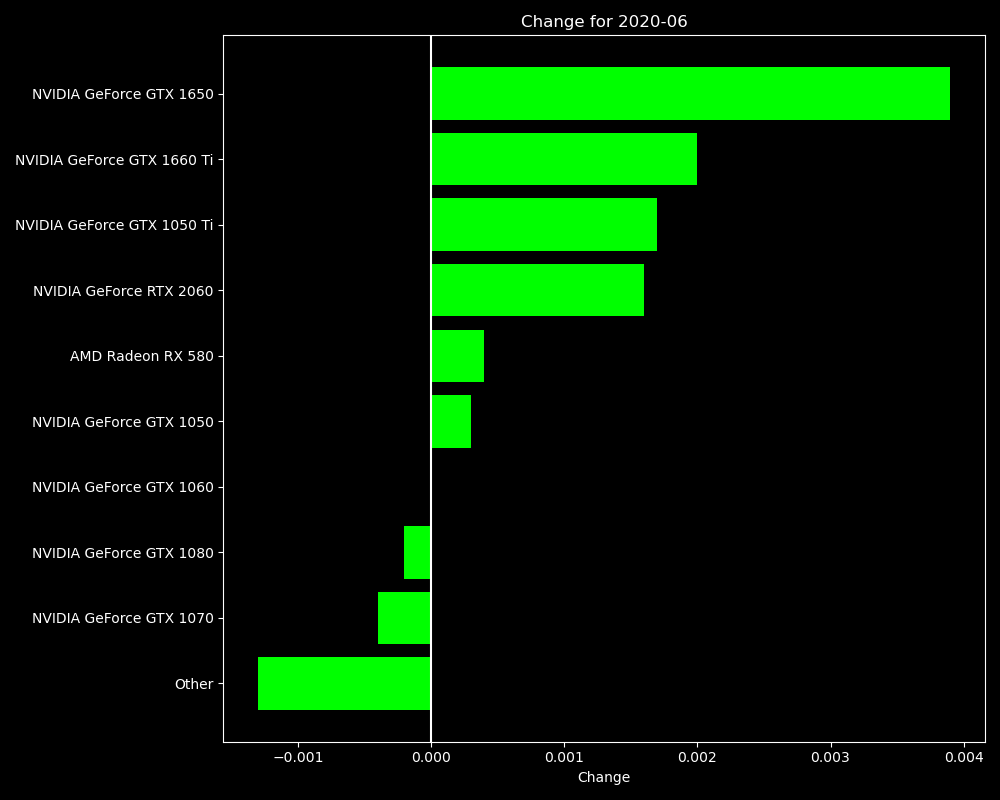 Change for 2020-06
NVIDIA GeForce GTX 1650
NVIDIA GeForce GTX 1660 Ti
NVIDIA GeForce GTX 1050 Ti
NVIDIA GeForce RTX 2060
AMD Radeon RX 580
NVIDIA GeForce GTX 1050
NVIDIA GeForce GTX 1060
NVIDIA GeForce GTX 1080
NVIDIA GeForce GTX 1070
Other
−0.001 0.000 0.001 0.002 0.003 0.004
Change